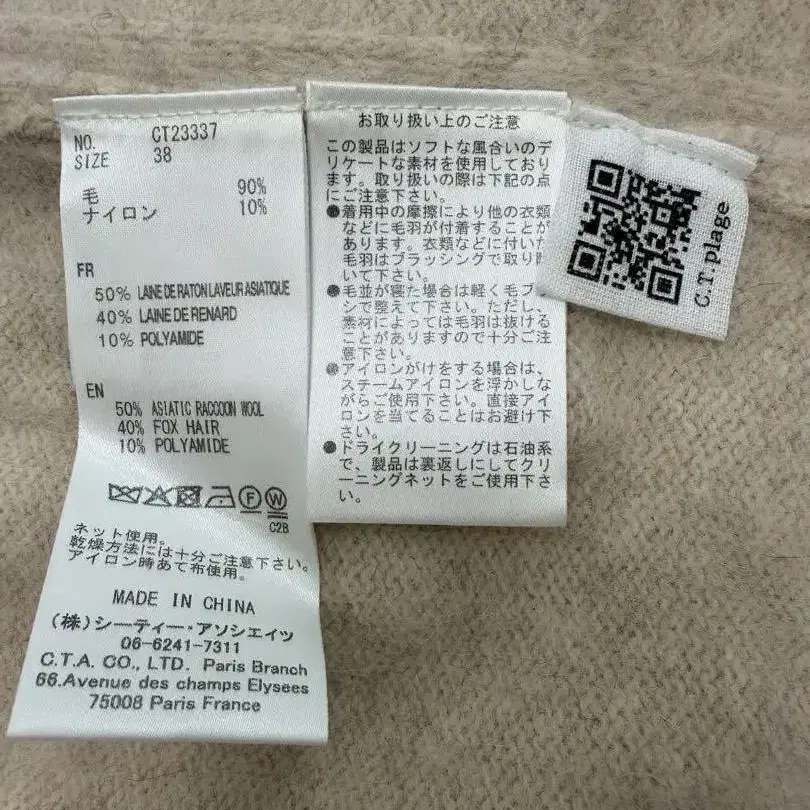 NO. CT23337
SIZE 38
毛 90%
ナイロン 10%
FR
50% LAINE DE RATON LAVEUR ASIATIQUE
40% LAINE DE RENARD
10% POLYAMIDE
EN
50% ASIATIC RACCOON WOOL
40% FOX HAIR
10% POLYAMIDE
F W
C2B
ネット使用。
乾燥方法には十分ご注意下さい。
アイロン時あて布使用。
MADE IN CHINA
(株)シーティー・アソシエイツ
06-6241-7311
C.T.A. CO., LTD. Paris Branch
66.Avenue des champs Elysees
75008 Paris France
お取り扱い上のご注意
この製品はソフトな風合いのデ
リケートな素材を使用しており
ます。取り扱いの際は下記の点
にご注意下さい。
●着用中の摩擦により他の衣類
などに毛羽が付着することが
あります。衣類などに付いた
毛羽はブラッシングで取り除
いて下さい。
●毛並が寝た場合は軽く毛ブラ
シで整えて下さい。ただし、
素材によっては毛羽は抜ける
ことがありますので十分ご注
意下さい。
●アイロンがけをする場合は、
スチームアイロンを浮かしな
がらご使用下さい。直接アイ
ロンを当てることはお避け下
さい。
●ドライクリーニングは石油系
で、製品は裏返しにしてクリ
ーニングネットをご使用下さ
い。
C.T.plage